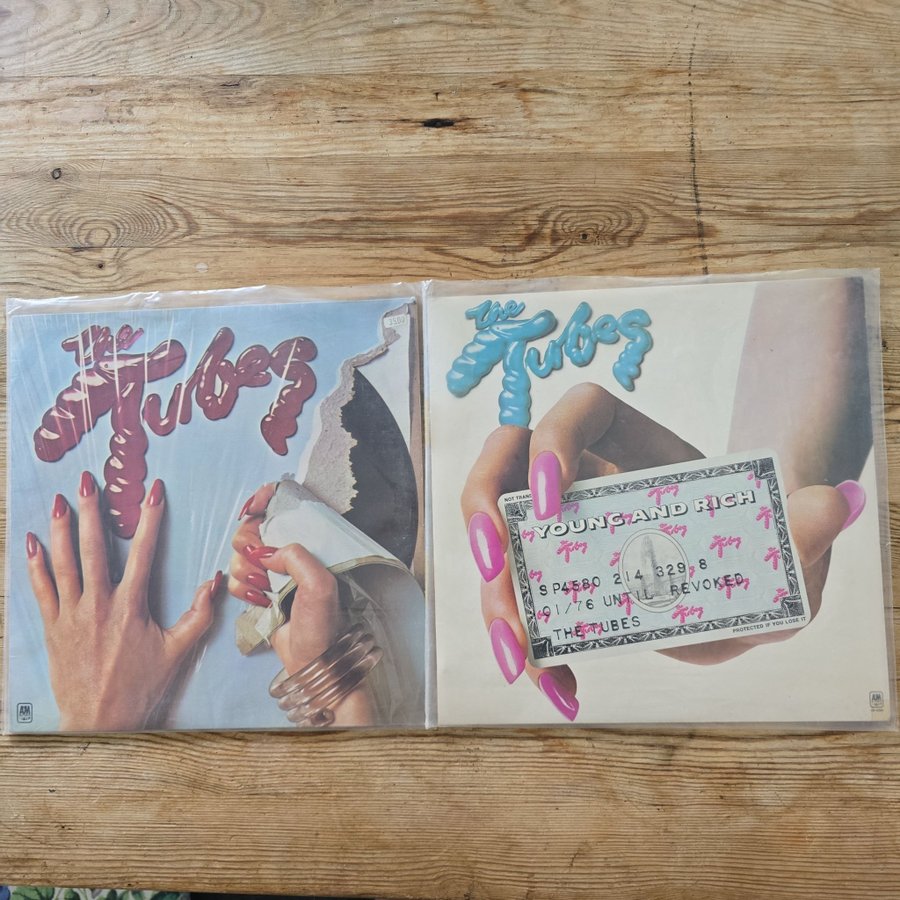 the
Tubes
A&M
the
Tubes
NOT TRANS
YOUNG AND RICH
SP4580 214 329 8
01/76 UNTIL REVOKED
THE TUBES
PROTECTED IF YOU LOSE IT
Tubes
A&M